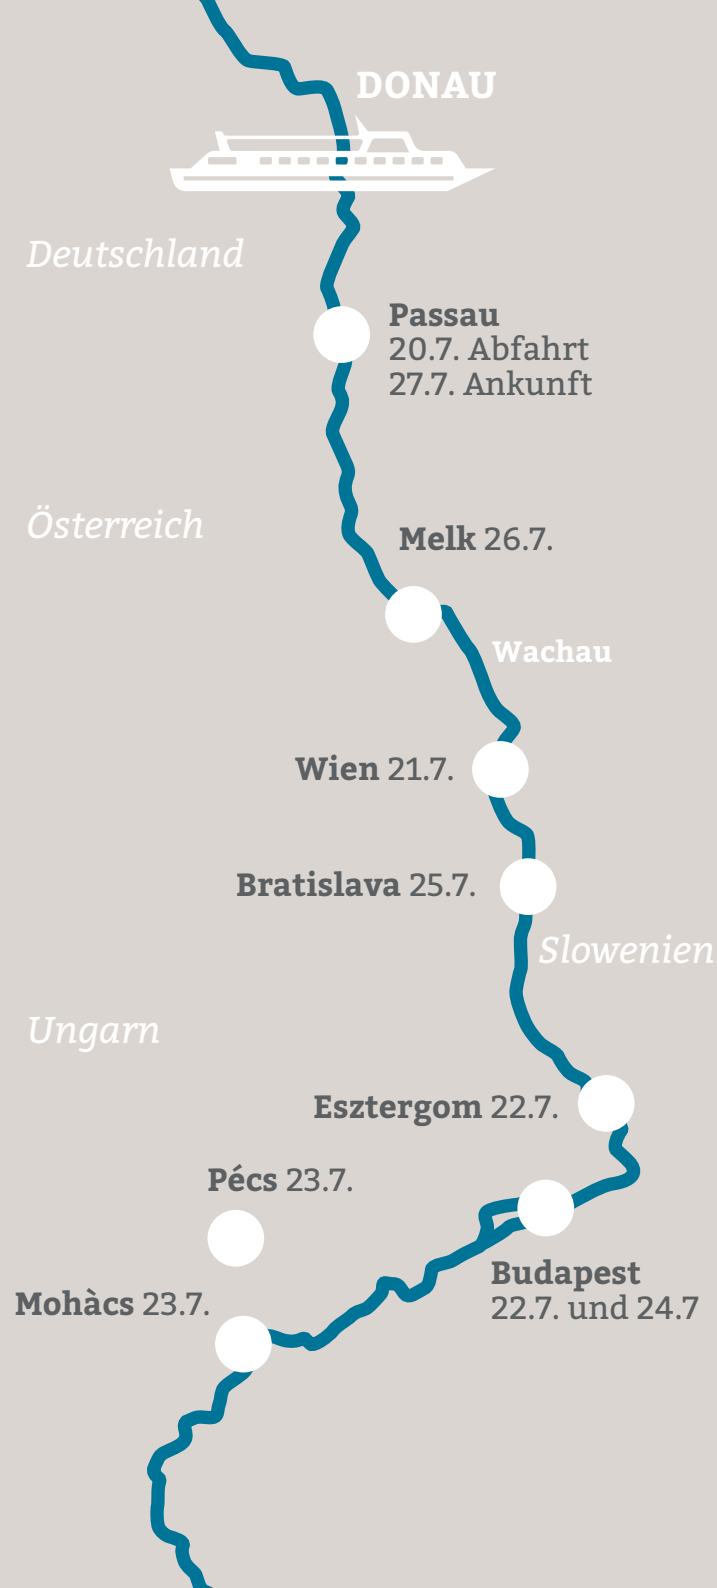 DONAU
Deutschland
Passau
20.7. Abfahrt
27.7. Ankunft
Österreich
Melk 26.7.
Wachau
Wien 21.7.
Bratislava 25.7.
Slowenien
Ungarn
Esztergom 22.7.
Pécs 23.7.
Budapest
22.7. und 24.7
Mohàcs 23.7.